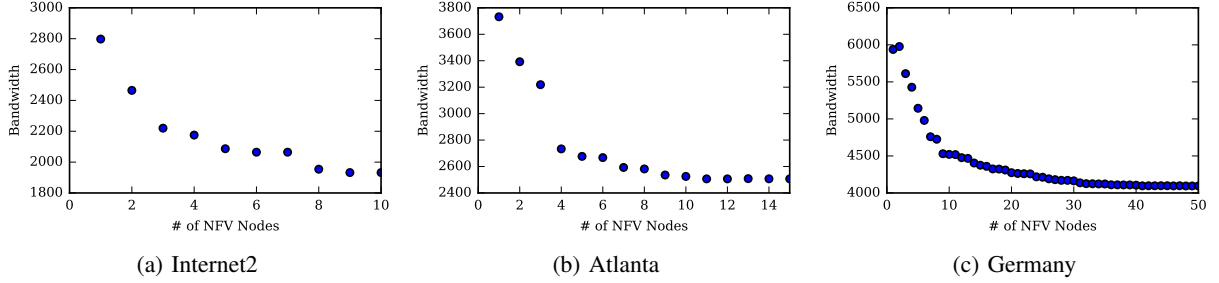 3000
2800
2600
2400
2200
2000
1800
Bandwidth
0 2 4 6 8 10
# of NFV Nodes
(a) Internet2
3800
3600
3400
3200
3000
2800
2600
2400
Bandwidth
0 2 4 6 8 10 12 14
# of NFV Nodes
(b) Atlanta
6500
6000
5500
5000
4500
4000
Bandwidth
0 10 20 30 40 50
# of NFV Nodes
(c) Germany